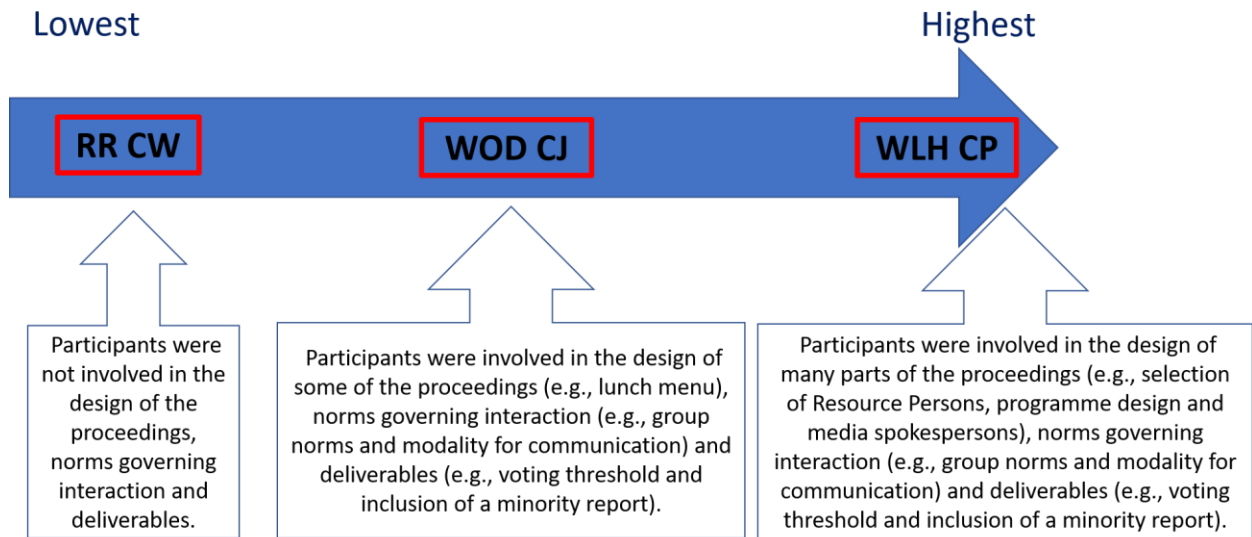 Lowest
Highest
RR CW
WOD CJ
WLH CP
Participants were
not involved in the
design of the
proceedings,
norms governing
interaction and
deliverables.
Participants were involved in the design of
some of the proceedings (e.g., lunch menu),
norms governing interaction (e.g., group
norms and modality for communication) and
deliverables (e.g., voting threshold and
inclusion of a minority report).
Participants were involved in the design of
many parts of the proceedings (e.g., selection
of Resource Persons, programme design and
media spokespersons), norms governing
interaction (e.g., group norms and modality for
communication) and deliverables (e.g., voting
threshold and inclusion of a minority report).